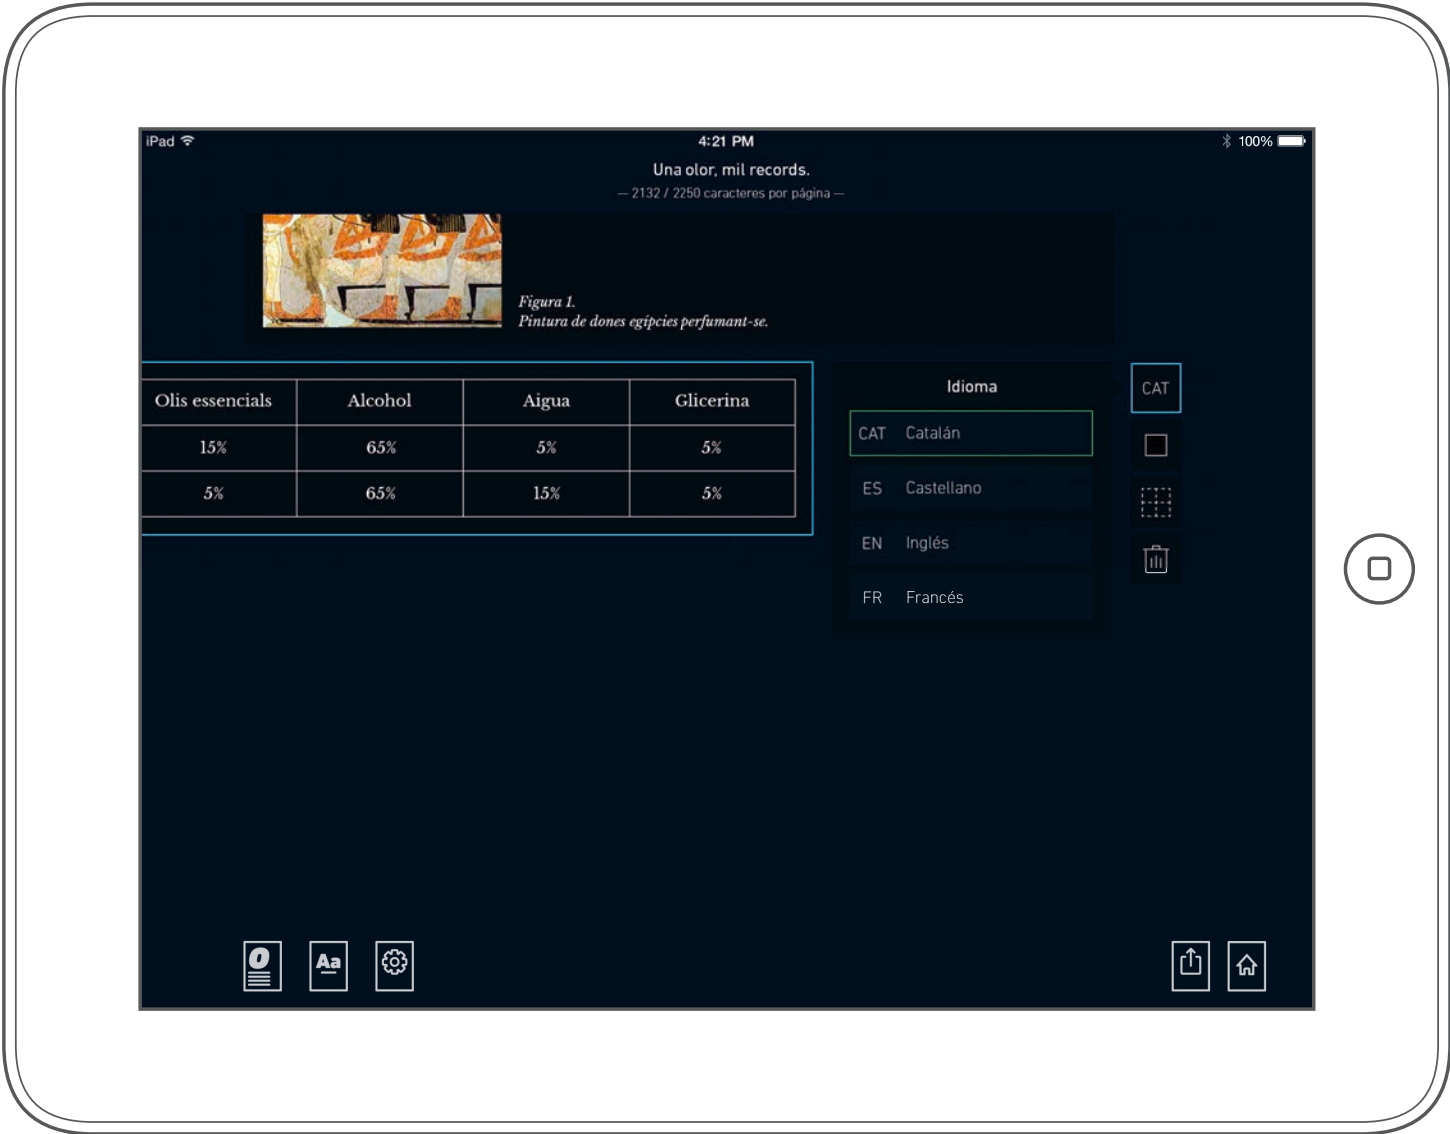 iPad 4:21 PM 100%
Una olor, mil records.
— 2132 / 2250 caracteres por página —
Figura 1.
Pintura de dones egípcies perfumant-se.
Olis essencials Alcohol Aigua Glicerina
15% 65% 5% 5%
5% 65% 15% 5%
Idioma
CAT Catalán
ES Castellano
EN Inglés
FR Francés
CAT
O
Aa